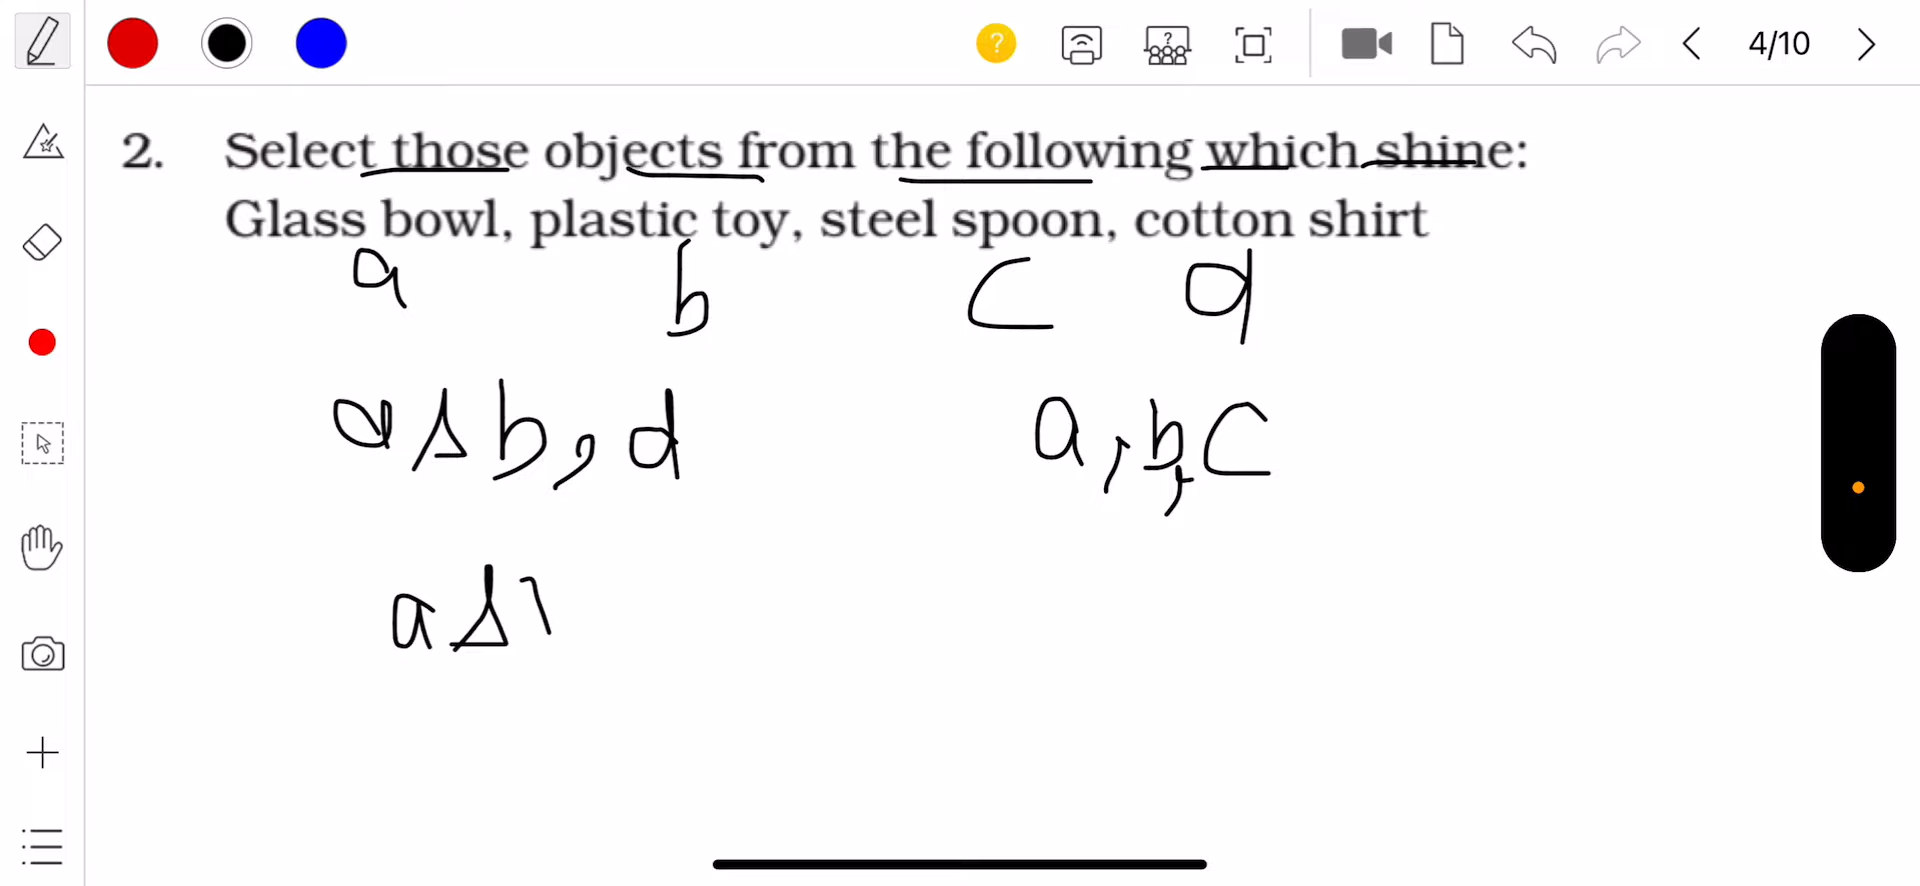 ? ? 4/10
2. Select those objects from the following which shine:
Glass bowl, plastic toy, steel spoon, cotton shirt
a b c d
a b, d a, b, c
a